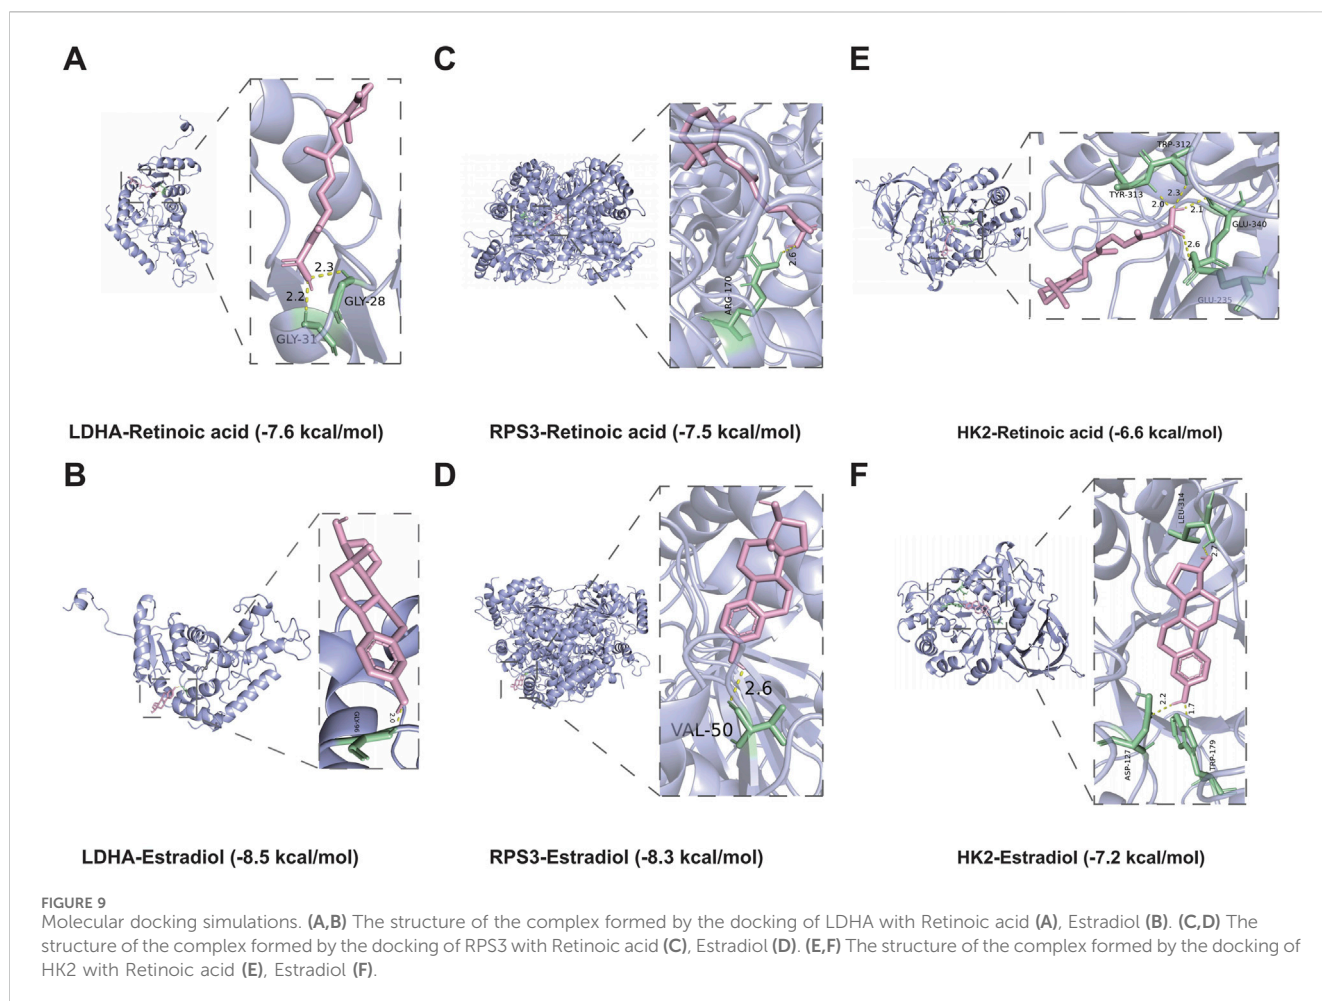 A
2.3
2.2
GLY-28
GLY-31
LDHA-Retinoic acid (-7.6 kcal/mol)
C
2.6
ARG-170
RPS3-Retinoic acid (-7.5 kcal/mol)
E
TRP-312
2.3
TYR-313
2.0
2.1
GLU-340
2.6
GLU-235
HK2-Retinoic acid (-6.6 kcal/mol)
B
2.0
GLY-96
LDHA-Estradiol (-8.5 kcal/mol)
D
2.6
VAL-50
RPS3-Estradiol (-8.3 kcal/mol)
F
LEU-314
2.7
2.2
1.7
ASP-127
TRP-179
HK2-Estradiol (-7.2 kcal/mol)
FIGURE 9
Molecular docking simulations. (A,B) The structure of the complex formed by the docking of LDHA with Retinoic acid (A), Estradiol (B). (C,D) The
structure of the complex formed by the docking of RPS3 with Retinoic acid (C), Estradiol (D). (E,F) The structure of the complex formed by the docking of
HK2 with Retinoic acid (E), Estradiol (F).